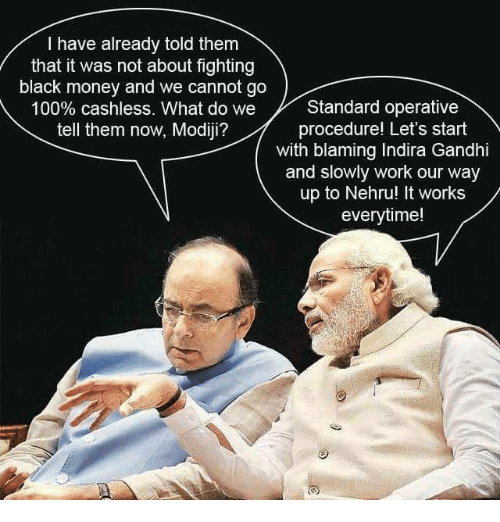 I have already told them
that it was not about fighting
black money and we cannot go
100% cashless. What do we
tell them now, Modiji?
Standard operative
procedure! Let's start
with blaming Indira Gandhi
and slowly work our way
up to Nehru! It works
everytime!